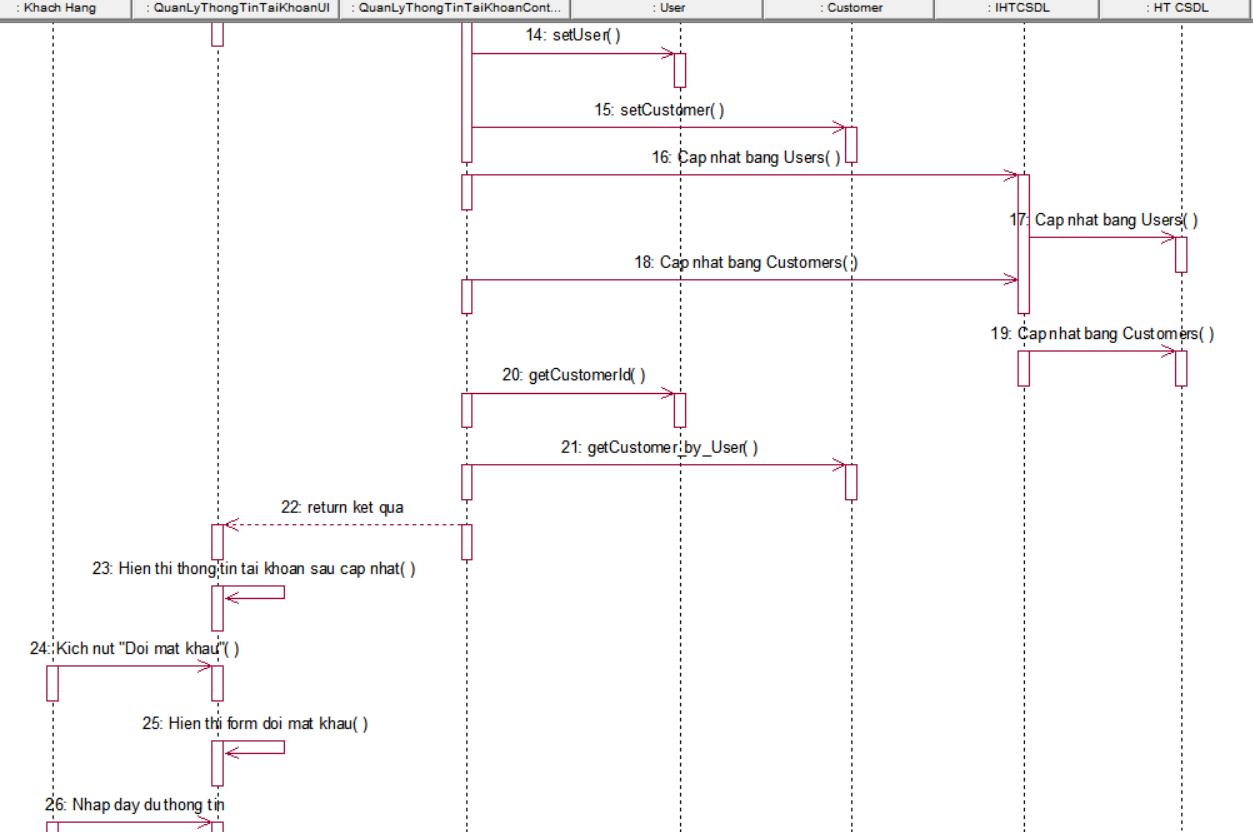 : Khach Hang
: QuanLyThongTinTaiKhoanUI
: QuanLyThongTinTaiKhoanCont...
: User
: Customer
: IHTCSDL
: HT CSDL
14: setUser( )
15: setCustomer( )
16: Cap nhat bang Users( )
17: Cap nhat bang Users( )
18: Cap nhat bang Customers( )
19: Cap nhat bang Customers( )
20: getCustomerId( )
21: getCustomer_by_User( )
22: return ket qua
23: Hien thi thong tin tai khoan sau cap nhat( )
24: Kich nut "Doi mat khau"( )
25: Hien thi form doi mat khau( )
26: Nhap day du thong tin